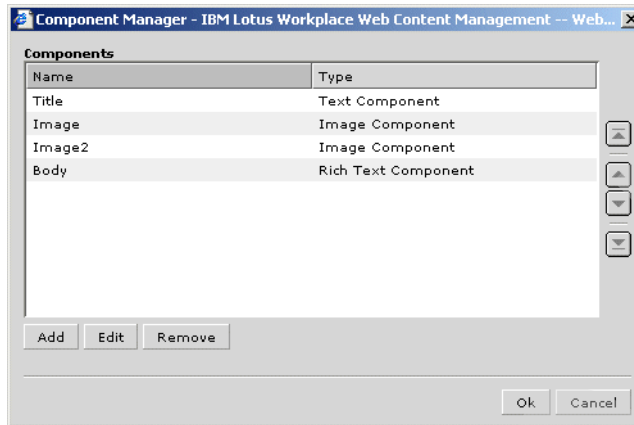 Component Manager - IBM Lotus Workplace Web Content Management -- Web...
Components
Name Type
Title Text Component
Image Image Component
Image2 Image Component
Body Rich Text Component
Add Edit Remove
Ok Cancel